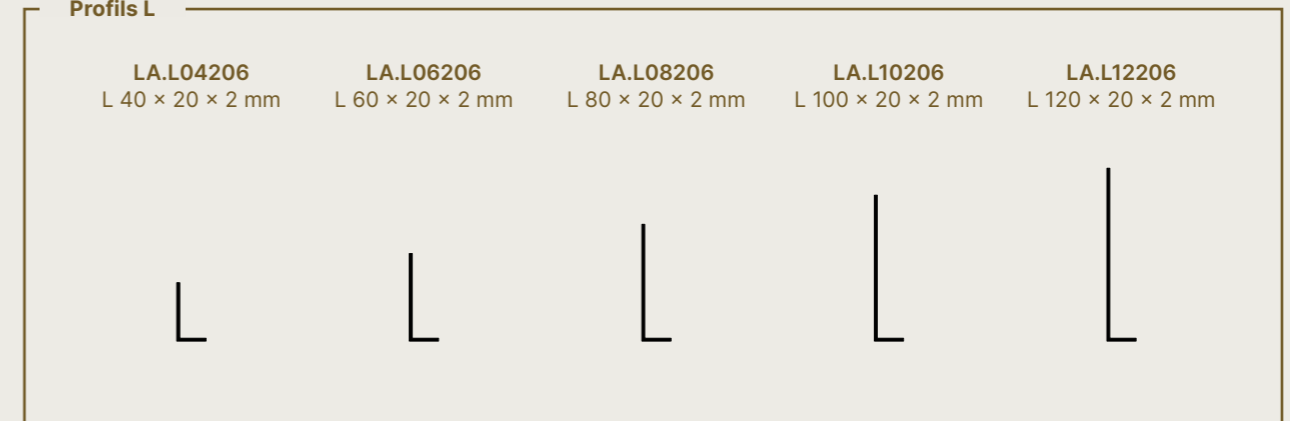 Profils L
LA.L04206
L 40 × 20 × 2 mm
LA.L06206
L 60 × 20 × 2 mm
LA.L08206
L 80 × 20 × 2 mm
LA.L10206
L 100 × 20 × 2 mm
LA.L12206
L 120 × 20 × 2 mm